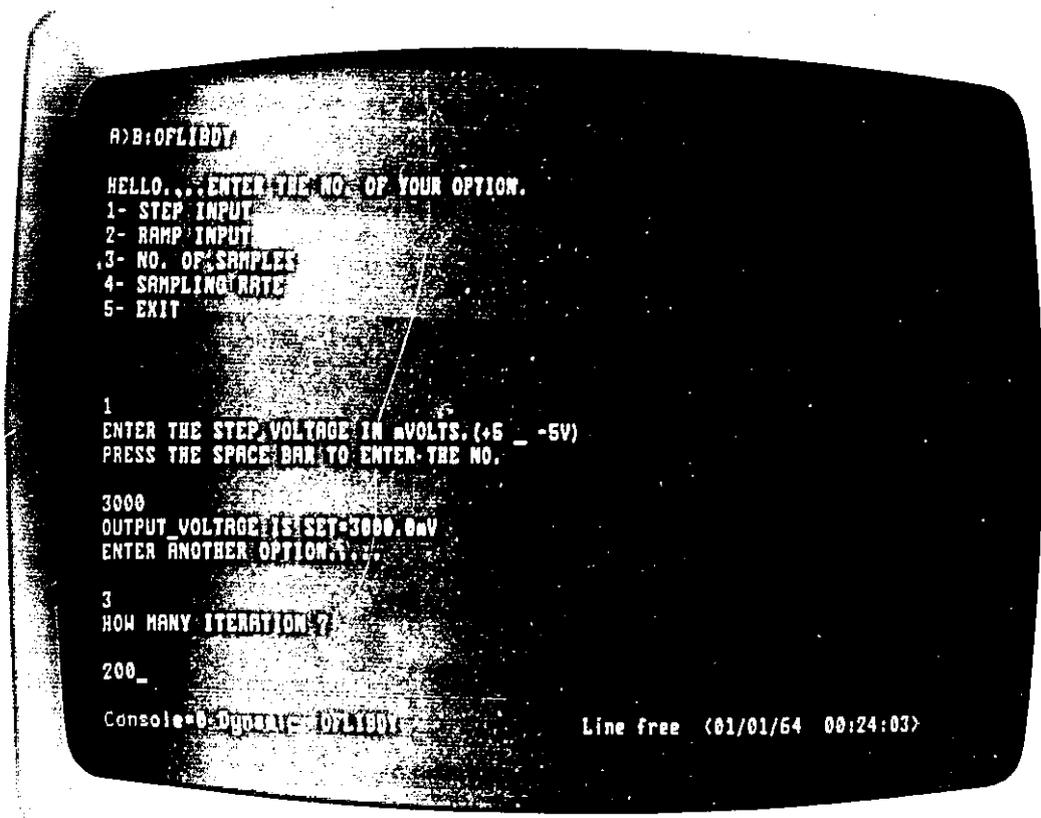 A>B:OFLIBDY
HELLO....ENTER THE NO. OF YOUR OPTION.
1- STEP INPUT
2- RAMP INPUT
3- NO. OF SAMPLES
4- SAMPLING RATE
5- EXIT
1
ENTER THE STEP VOLTAGE IN mVOLTS.(+5 _ -5V)
PRESS THE SPACE BAR TO ENTER THE NO.
3000
OUTPUT_VOLTAGE IS SET=3000.0mV
ENTER ANOTHER OPTION.....
3
HOW MANY ITERATION ?
200_
Console=0 Dynamic= OFLIBDY Line free (01/01/64 00:24:03)